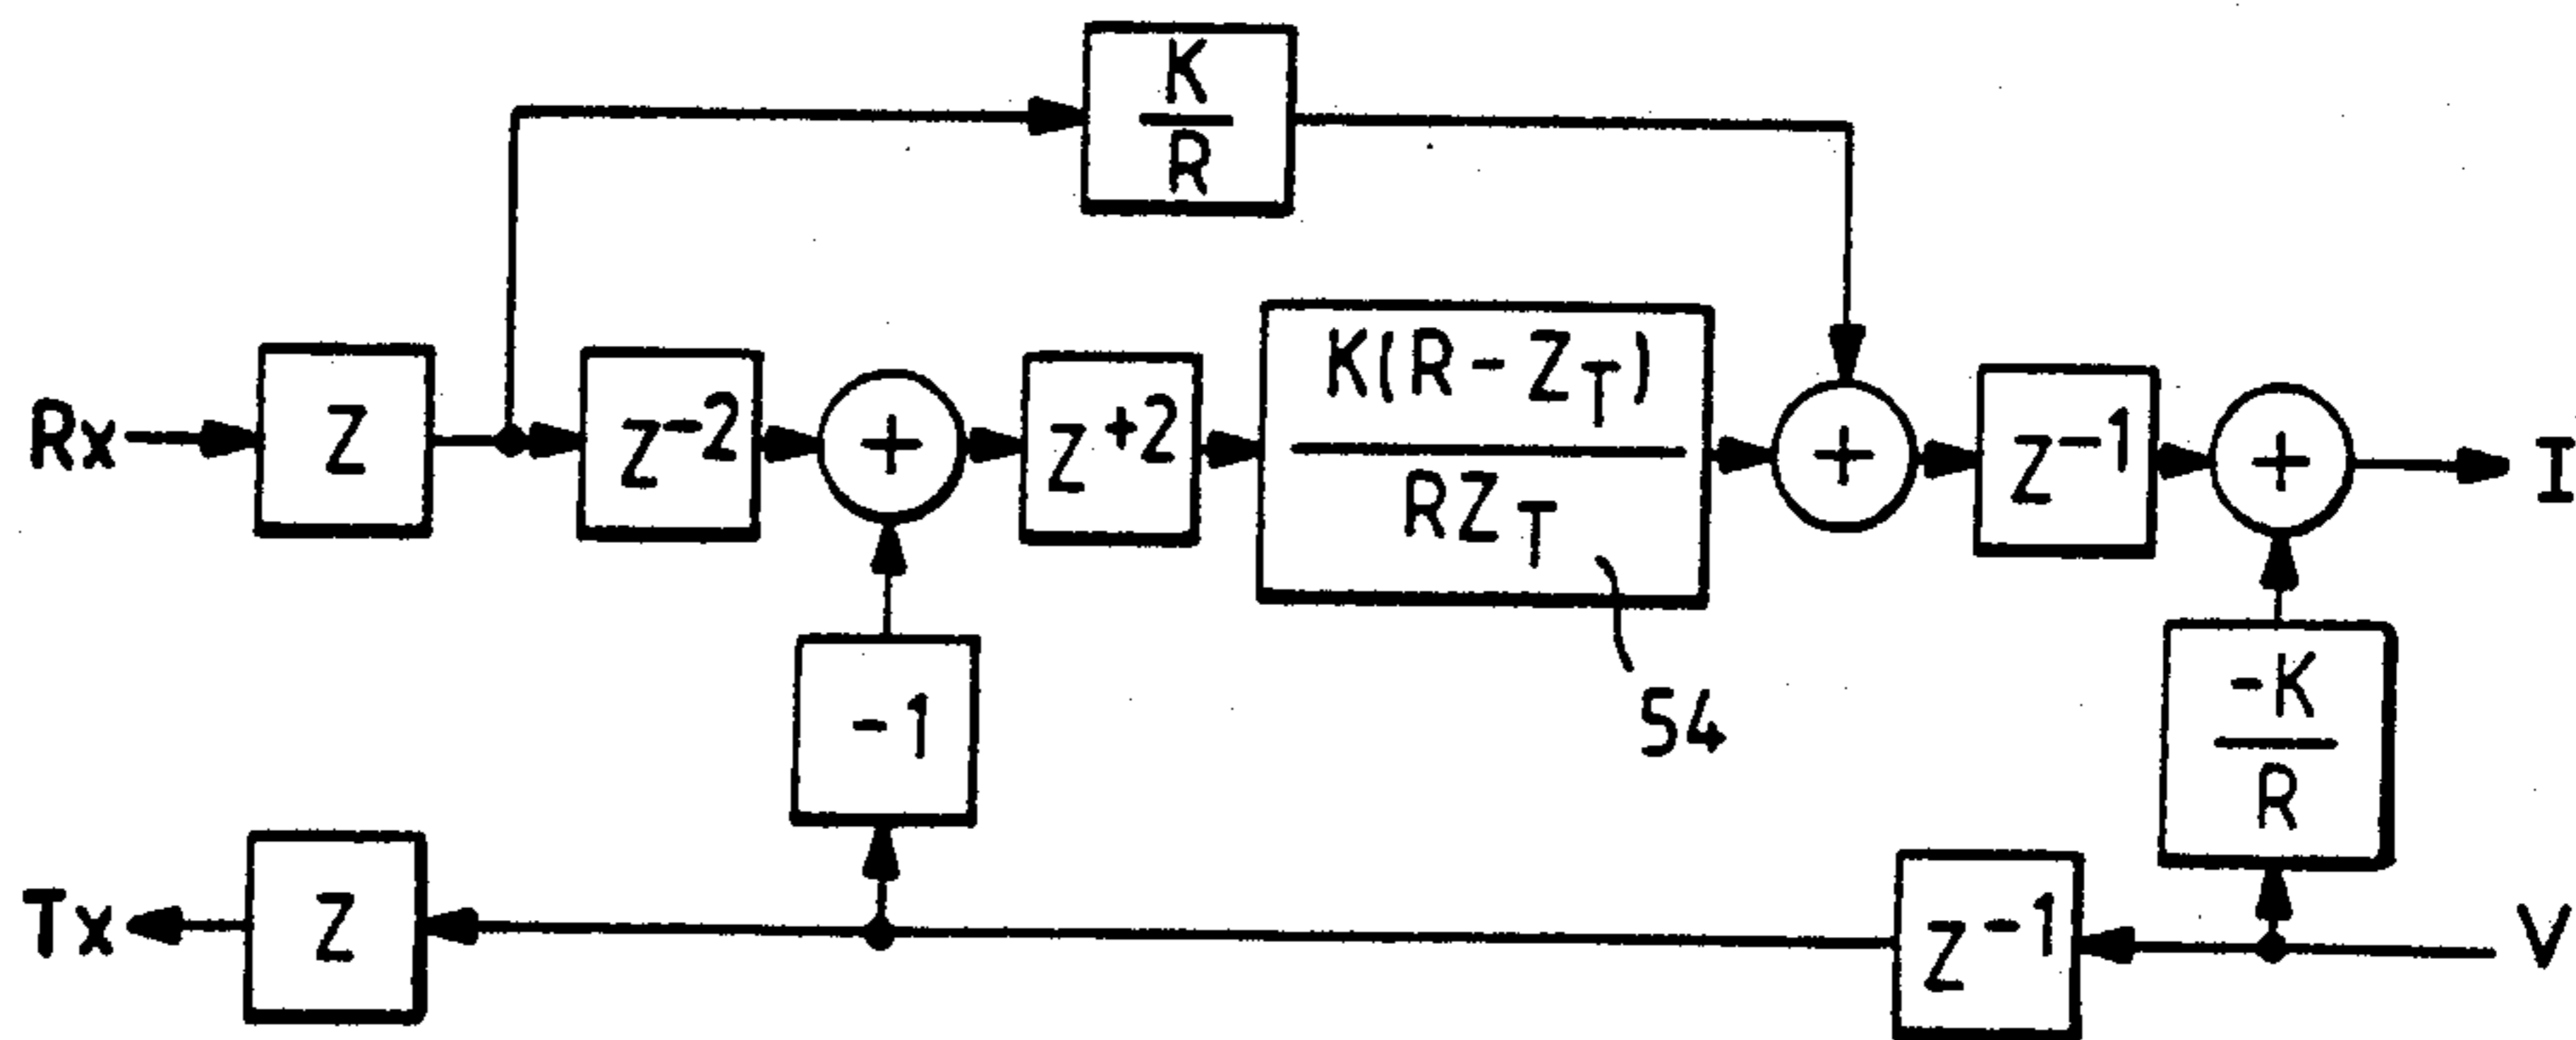 K
R
Rx
Z
Z-2
+
Z+2
K(R-ZT)
RZT
+
Z-1
+
I
54
-1
-K
R
Tx
Z
Z-1
V